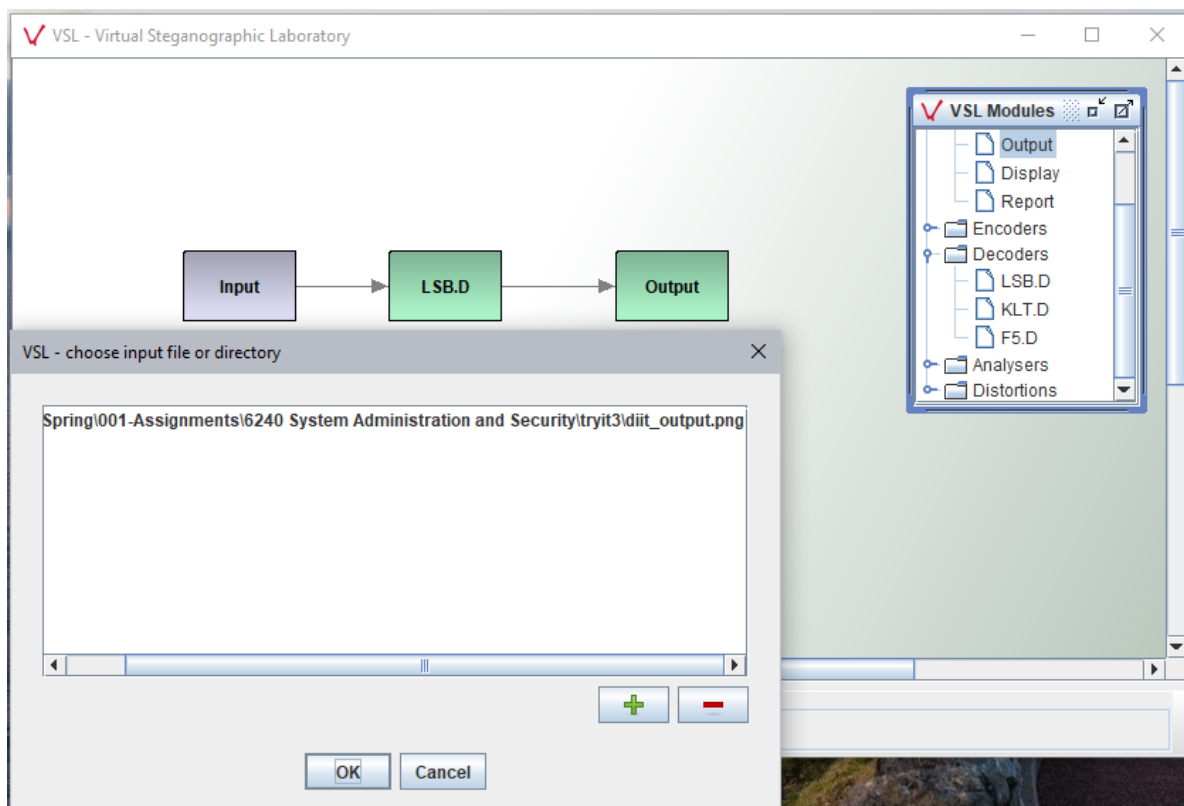 VSL - Virtual Steganographic Laboratory
VSL Modules
Output
Display
Report
Encoders
Decoders
LSB.D
KLT.D
F5.D
Analysers
Distortions
Input
LSB.D
Output
VSL - choose input file or directory
Spring\001-Assignments\6240 System Administration and Security\tryit3\diit_output.png
OK
Cancel